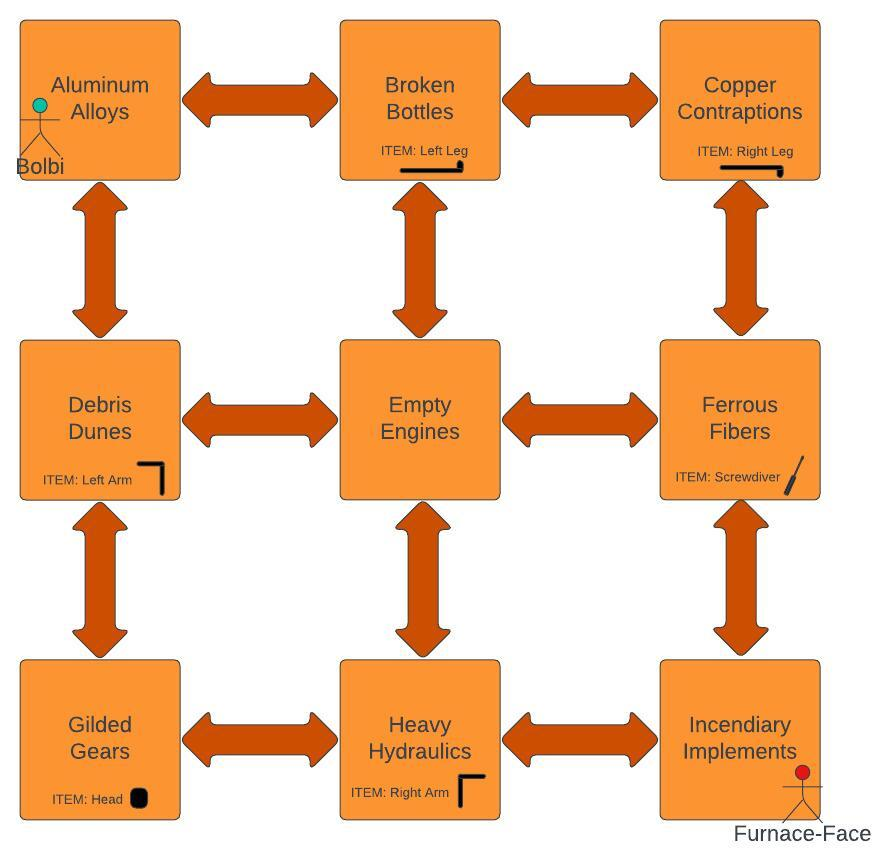 Aluminum
Alloys
Bolbi
Broken
Bottles
ITEM: Left Leg
Copper
Contraptions
ITEM: Right Leg
Debris
Dunes
ITEM: Left Arm
Empty
Engines
Ferrous
Fibers
ITEM: Screwdiver
Gilded
Gears
ITEM: Head
Heavy
Hydraulics
ITEM: Right Arm
Incendiary
Implements
Furnace-Face